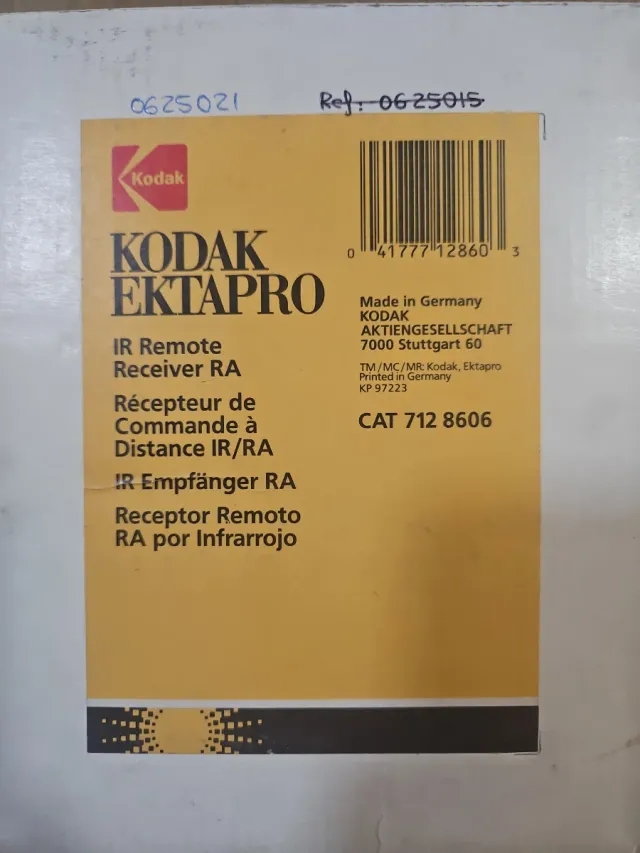 0625021
Ref: 0625015
Kodak
KODAK
EKTAPRO
IR Remote
Receiver RA
Récepteur de
Commande à
Distance IR/RA
IR Empfänger RA
Receptor Remoto
RA por Infrarrojo
0 41777 12860 3
Made in Germany
KODAK
AKTIENGESELLSCHAFT
7000 Stuttgart 60
TM/MC/MR: Kodak, Ektapro
Printed in Germany
KP 97223
CAT 712 8606